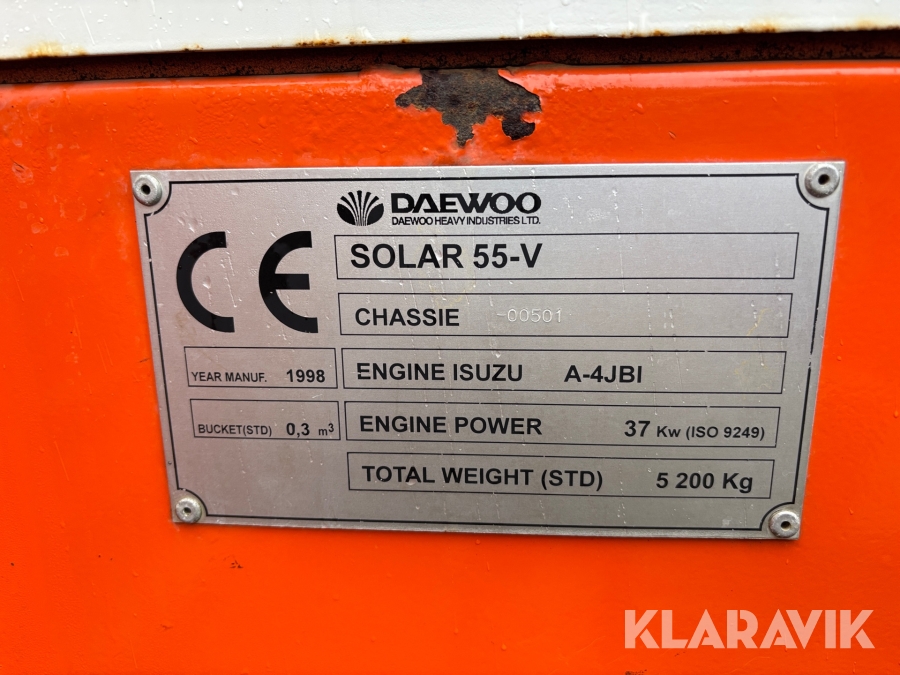 DAEWOO
DAEWOO HEAVY INDUSTRIES LTD.
CE
SOLAR 55-V
CHASSIE -00501
YEAR MANUF. 1998
ENGINE ISUZU A-4JBI
BUCKET(STD) 0,3 m³
ENGINE POWER 37 Kw (ISO 9249)
TOTAL WEIGHT (STD) 5 200 Kg
KLARAVIK